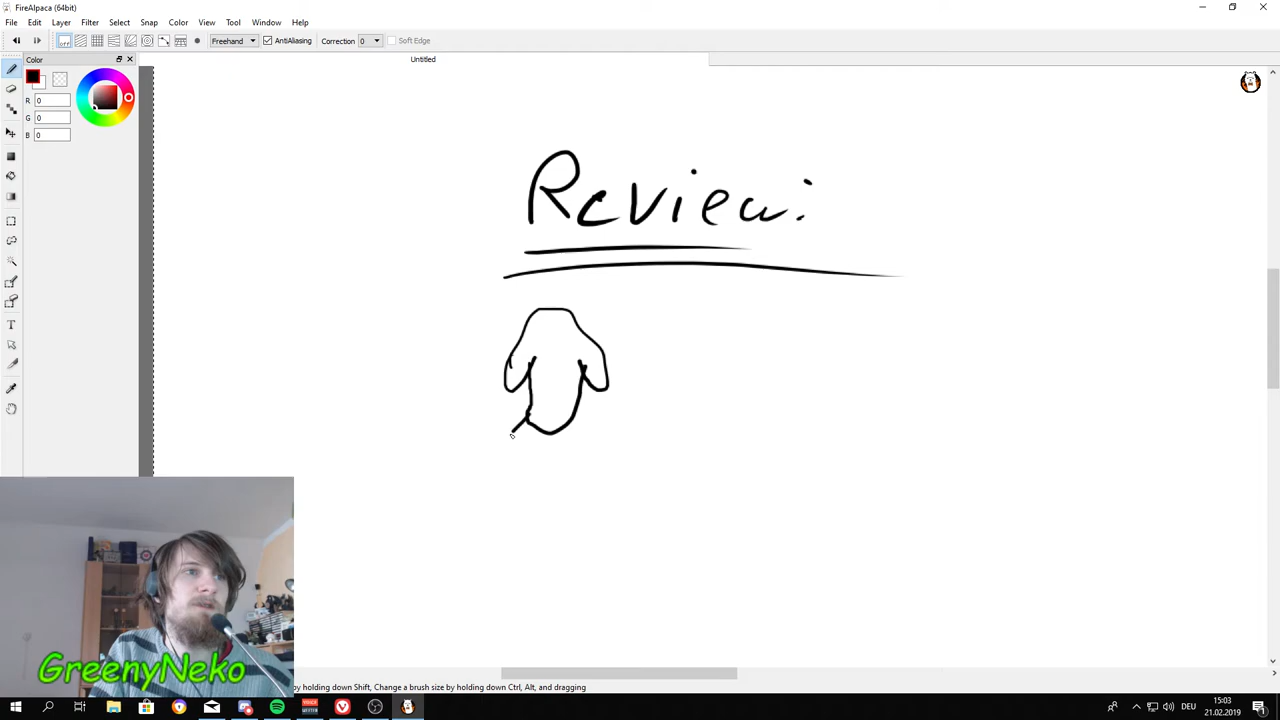 FireAlpaca (64bit)
File Edit Layer Filter Select Snap Color View Tool Window Help
off Freehand AntiAliasing Correction 0 Soft Edge
Color
Untitled
R 0
G 0
B 0
Review:
GreenyNeko
by holding down Shift, Change a brush size by holding down Ctrl, Alt, and dragging
DEU
15:03
21.02.2019